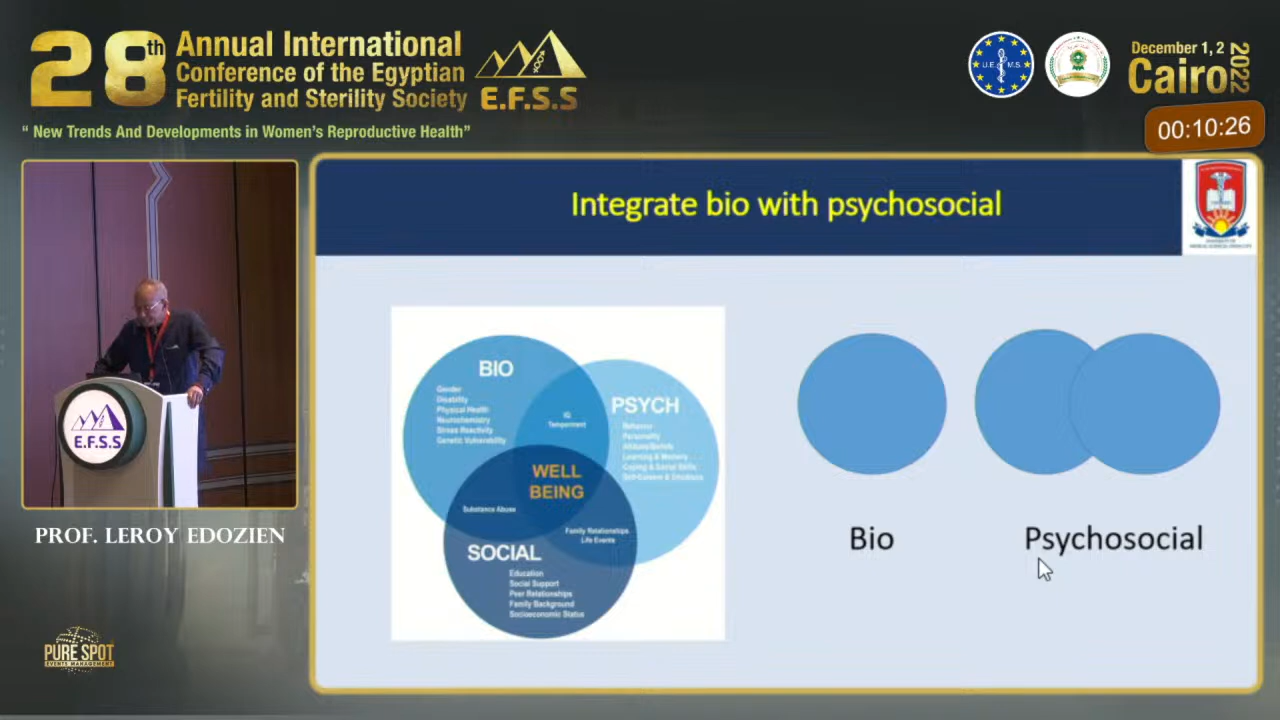 28th
Annual International
Conference of the Egyptian
Fertility and Sterility Society
E.F.S.S
“ New Trends And Developments in Women's Reproductive Health”
U.E.M.S.
December 1, 2
Cairo
2022
00:10:26
Integrate bio with psychosocial
BIO
Gender
Disability
Physical Health
Neurochemistry
Stress Reactivity
Genetic Vulnerability
IQ
Temperment
PSYCH
Behavior
Personality
Attitude/Beliefs
Learning & Memory
Coping & Social Skills
Self-Esteem & Emotions
WELL
BEING
Substance Abuse
Family Relationships
Life Events
SOCIAL
Education
Social Support
Peer Relationships
Family Background
Socioeconomic Status
Bio
Psychosocial
E.F.S.S
PROF. LEROY EDOZIEN
PURE SPOT
EVENTS MANAGEMENT